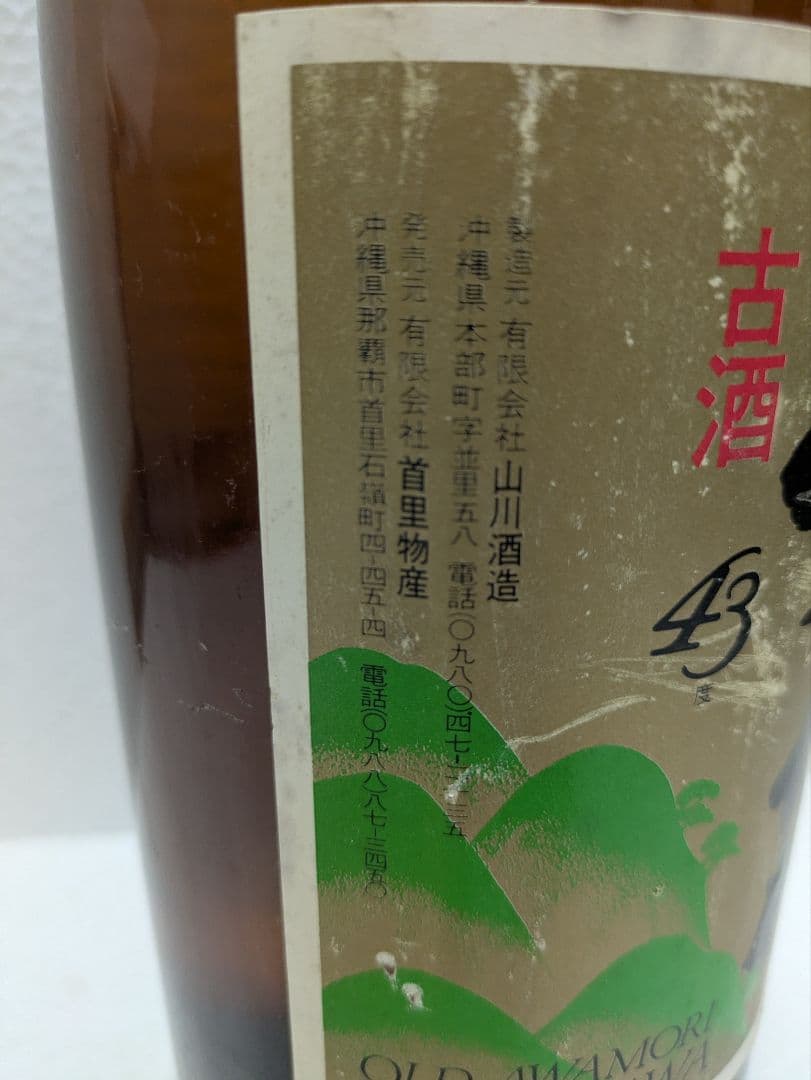 古酒
43
度
製造元 有限会社 山川酒造
沖縄県本部町字並里五八 電話(〇九八〇)四七-二一三五
発売元 有限会社 首里物産
沖縄県那覇市首里石嶺町四-四五-四 電話(〇九八八)八七-三四五〇
OLD AWAMORI